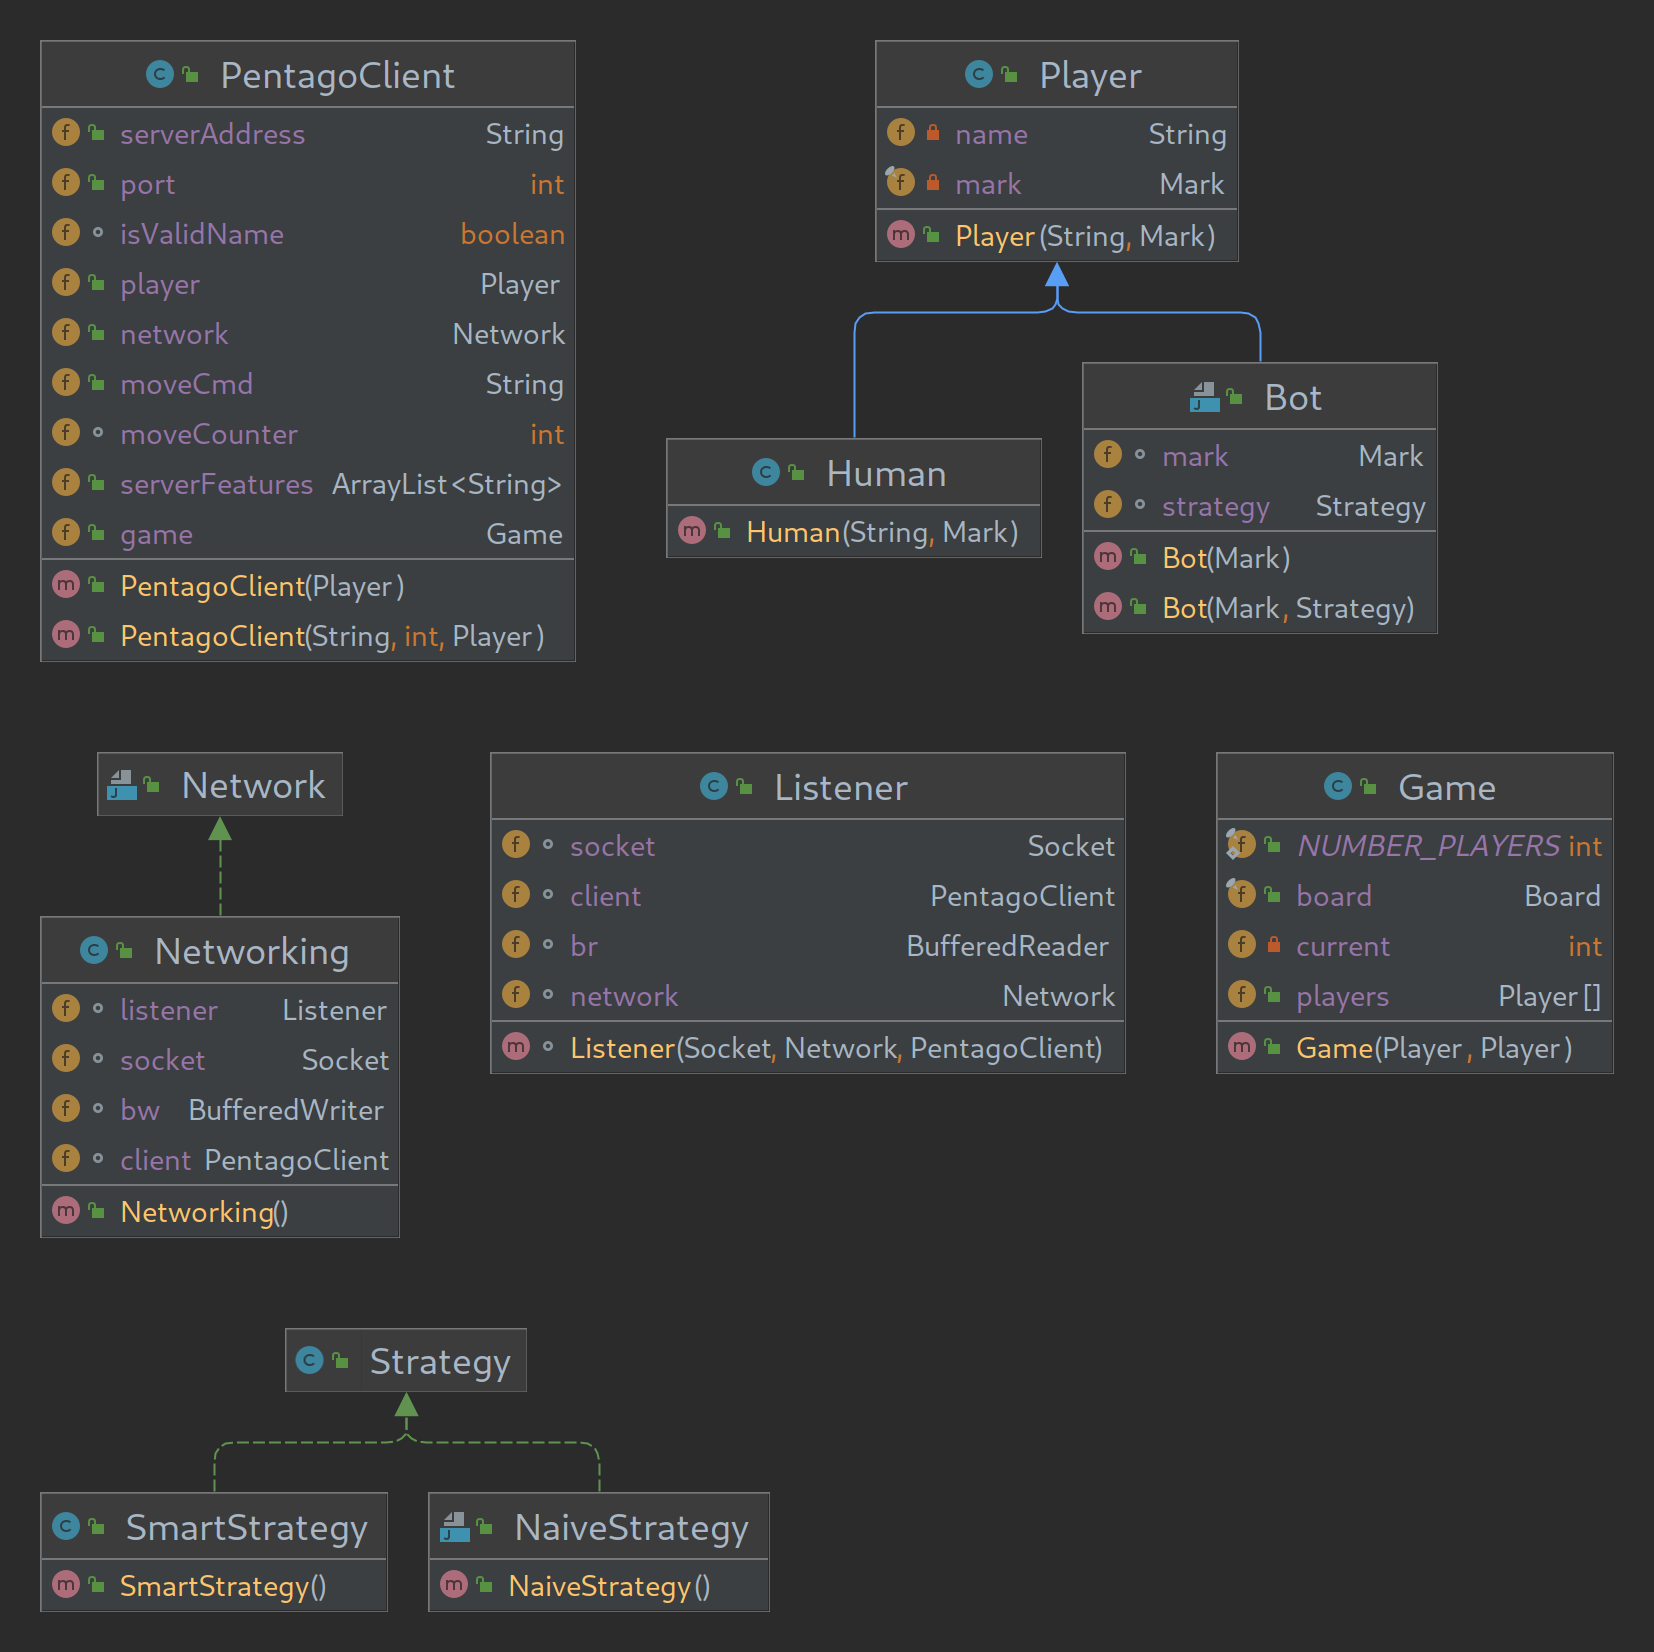 PentagoClient
serverAddress String
port int
isValidName boolean
player Player
network Network
moveCmd String
moveCounter int
serverFeatures ArrayList<String>
game Game
PentagoClient(Player)
PentagoClient(String, int, Player)
Player
name String
mark Mark
Player(String, Mark)
Human
Human(String, Mark)
Bot
mark Mark
strategy Strategy
Bot(Mark)
Bot(Mark, Strategy)
Network
Networking
listener Listener
socket Socket
bw BufferedWriter
client PentagoClient
Networking()
Listener
socket Socket
client PentagoClient
br BufferedReader
network Network
Listener(Socket, Network, PentagoClient)
Game
NUMBER_PLAYERS int
board Board
current int
players Player[]
Game(Player, Player)
Strategy
SmartStrategy
SmartStrategy()
NaiveStrategy
NaiveStrategy()